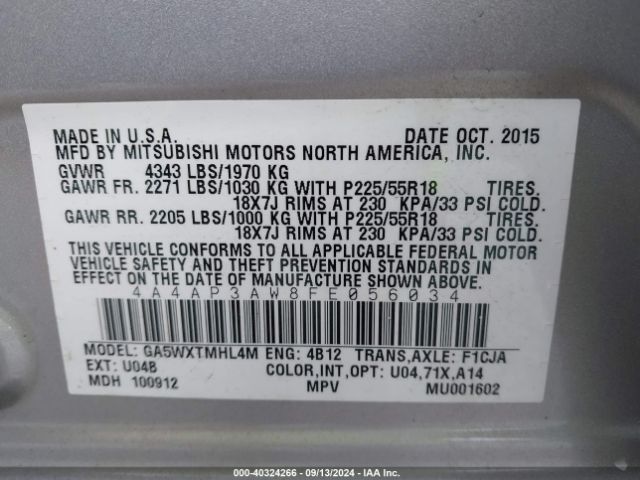 MADE IN U.S.A. DATE OCT. 2015
MFD BY MITSUBISHI MOTORS NORTH AMERICA, INC.
GVWR 4343 LBS/1970 KG
GAWR FR. 2271 LBS/1030 KG WITH P225/55R18 TIRES.
18X7J RIMS AT 230 KPA/33 PSI COLD.
GAWR RR. 2205 LBS/1000 KG WITH P225/55R18 TIRES.
18X7J RIMS AT 230 KPA/33 PSI COLD.
THIS VEHICLE CONFORMS TO ALL APPLICABLE FEDERAL MOTOR
VEHICLE SAFETY AND THEFT PREVENTION STANDARDS IN
EFFECT ON THE DATE OF MANUFACTURE SHOWN ABOVE.
4A4AP3AW8FE056034
MODEL: GA5WXTMHL4M ENG: 4B12 TRANS,AXLE: F1CJA
EXT: U04B COLOR,INT,OPT: U04,71X,A14
MDH 100912 MPV MU001602
000-40324266 - 09/13/2024 - IAA Inc.